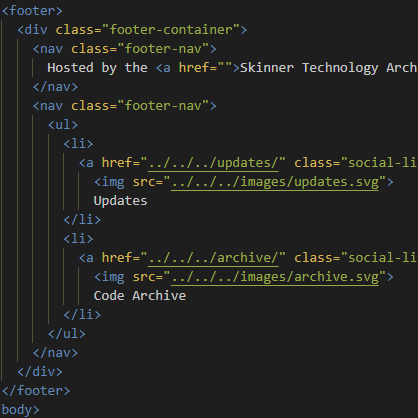 <footer>
<div class="footer-container">
<nav class="footer-nav">
Hosted by the <a href="">Skinner Technology Arch
</nav>
<nav class="footer-nav">
<ul>
<li>
<a href="../../../updates/" class="social-li
<img src="../../../images/updates.svg">
Updates
</li>
<li>
<a href="../../../archive/" class="social-li
<img src="../../../images/archive.svg">
Code Archive
</li>
</ul>
</nav>
</div>
</footer>
body>